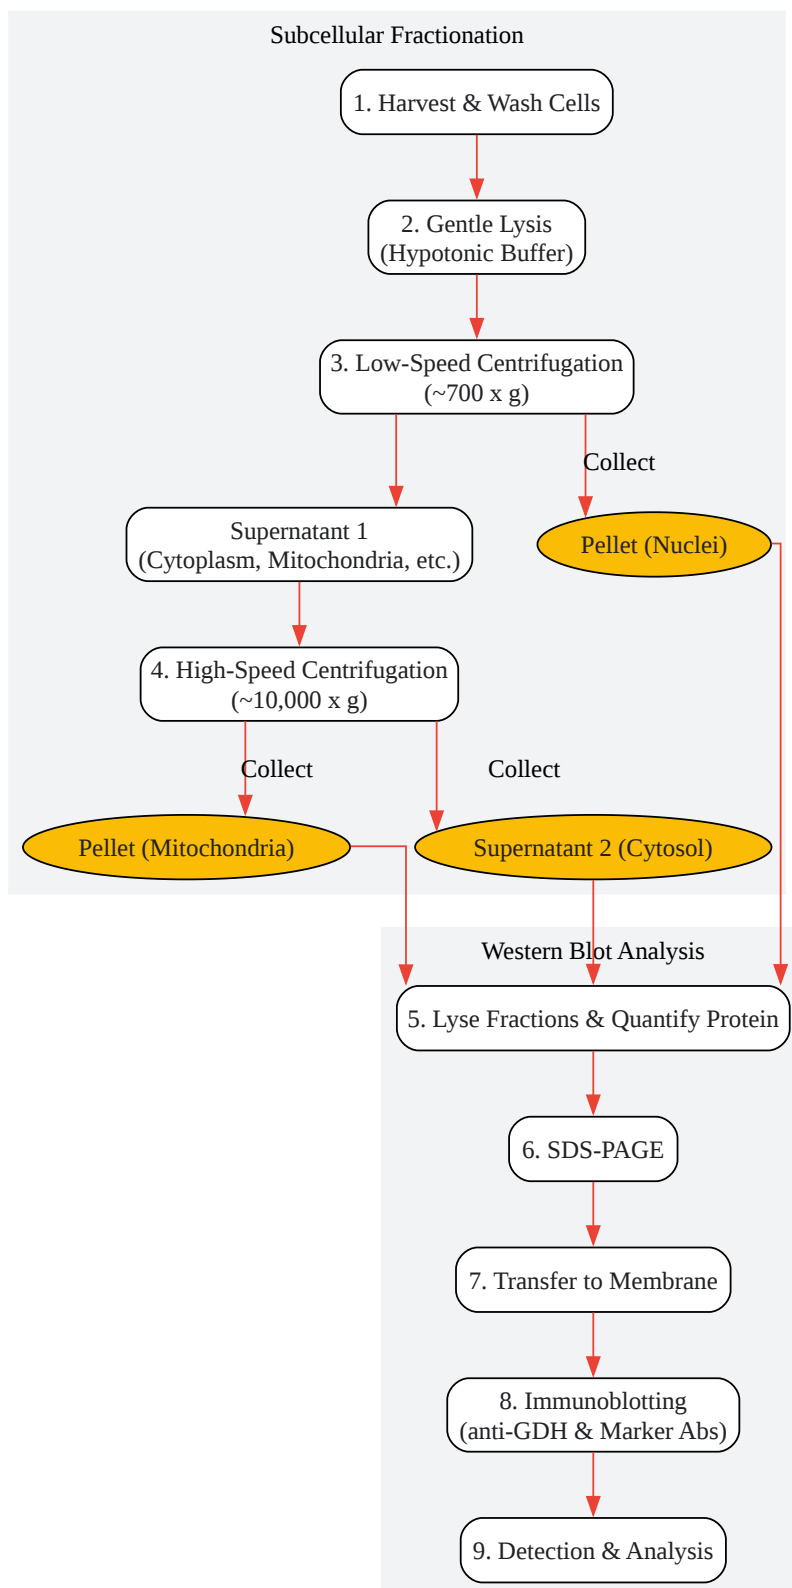 Subcellular Fractionation
1. Harvest & Wash Cells
2. Gentle Lysis
(Hypotonic Buffer)
3. Low-Speed Centrifugation
(~700 x g)
Collect
Supernatant 1
(Cytoplasm, Mitochondria, etc.)
Pellet (Nuclei)
4. High-Speed Centrifugation
(~10,000 x g)
Collect
Collect
Pellet (Mitochondria)
Supernatant 2 (Cytosol)
Western Blot Analysis
5. Lyse Fractions & Quantify Protein
6. SDS-PAGE
7. Transfer to Membrane
8. Immunoblotting
(anti-GDH & Marker Abs)
9. Detection & Analysis